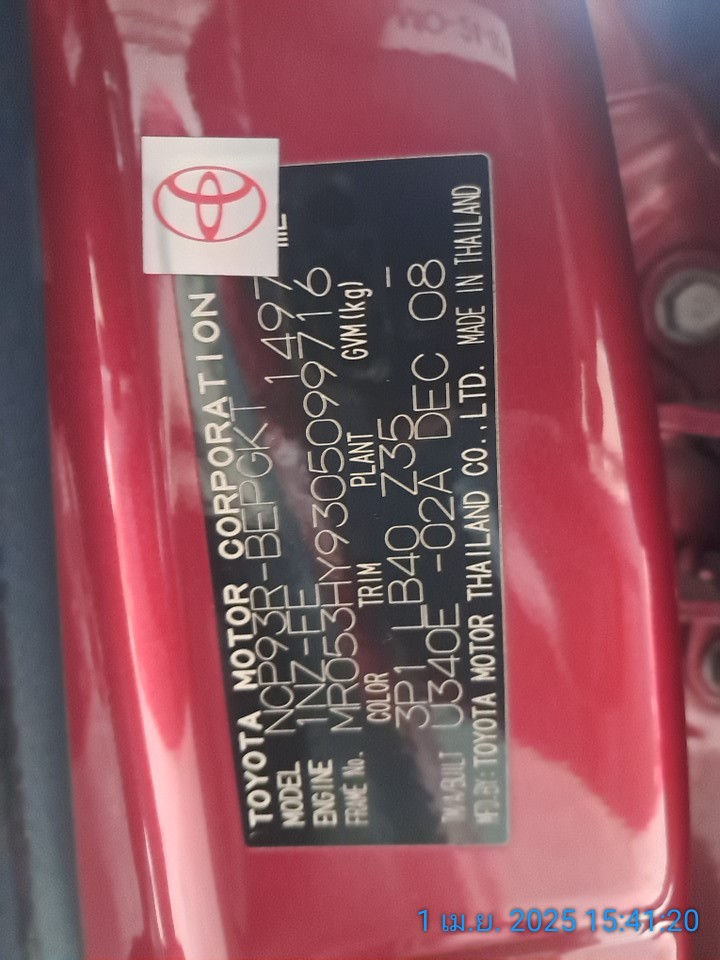 TOYOTA MOTOR CORPORATION
MODEL NCP93R-BEPGKT 1497
ENGINE 1NZ-FE
FRAME No. MR053HY9305099716
COLOR TRIM PLANT GVM(kg)
3P1 LB40 Z35 –
TM/A/BUILT U340E -02A DEC 08
MFD.BY:TOYOTA MOTOR THAILAND CO.,LTD. MADE IN THAILAND
1 เม.ย. 2025 15:41:20